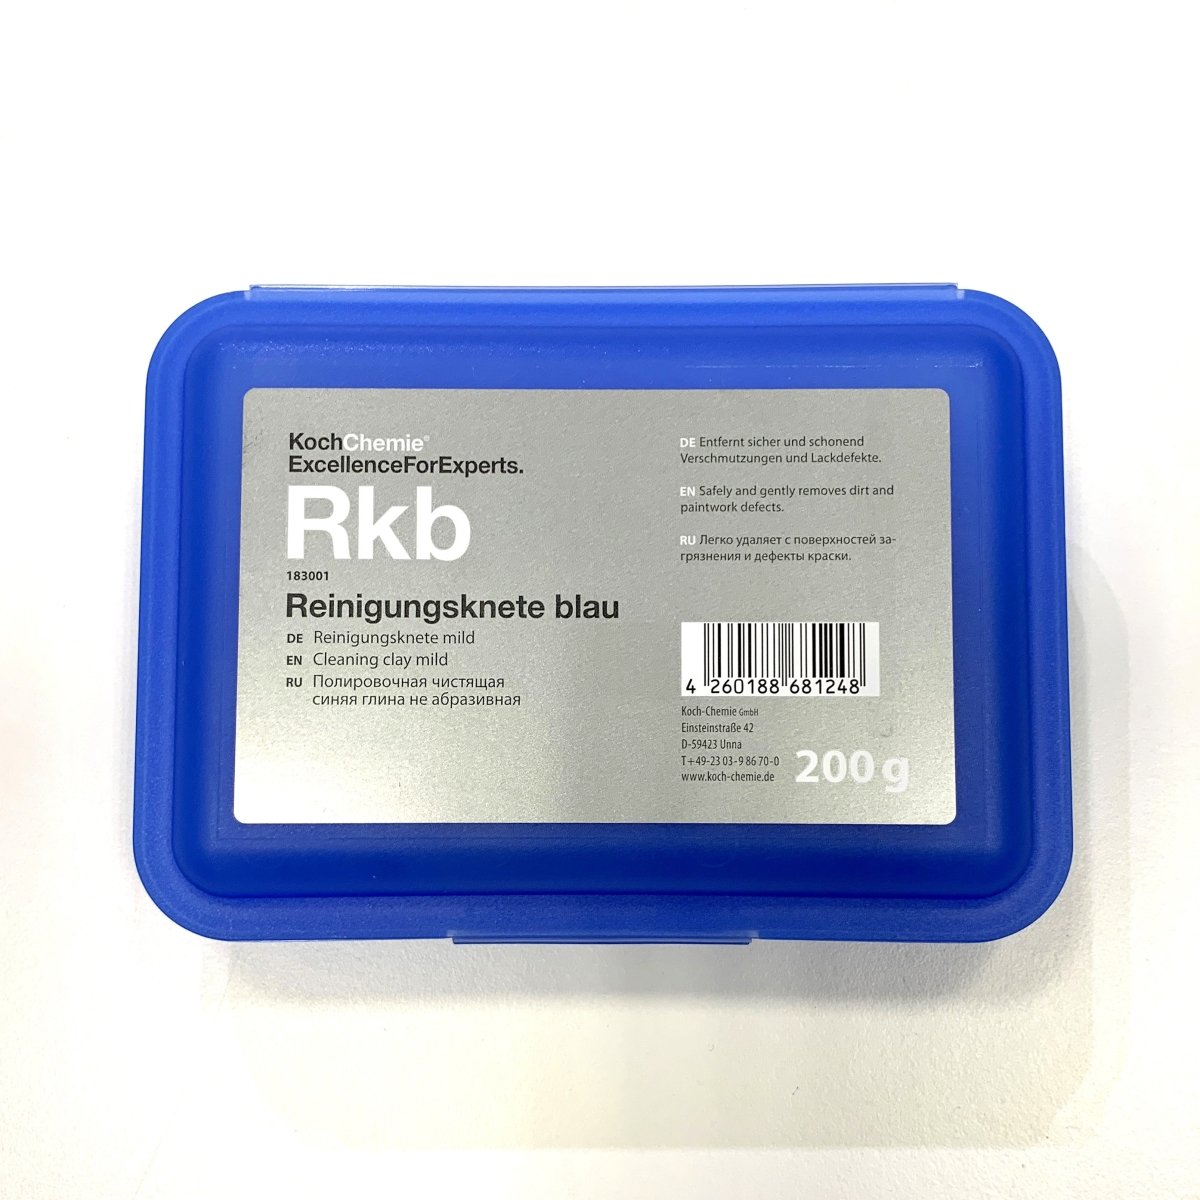 KochChemie®
ExcellenceForExperts.
Rkb
183001
Reinigungsknete blau
DE Reinigungsknete mild
EN Cleaning clay mild
RU Полировочная чистящая
синяя глина не абразивная
DE Entfernt sicher und schonend
Verschmutzungen und Lackdefekte.
EN Safely and gently removes dirt and
paintwork defects.
RU Легко удаляет с поверхностей за-
грязнения и дефекты краски.
4 260188 681248
Koch-Chemie GmbH
Einsteinstraße 42
D-59423 Unna
T+49-23 03-9 86 70-0
www.koch-chemie.de
200 g